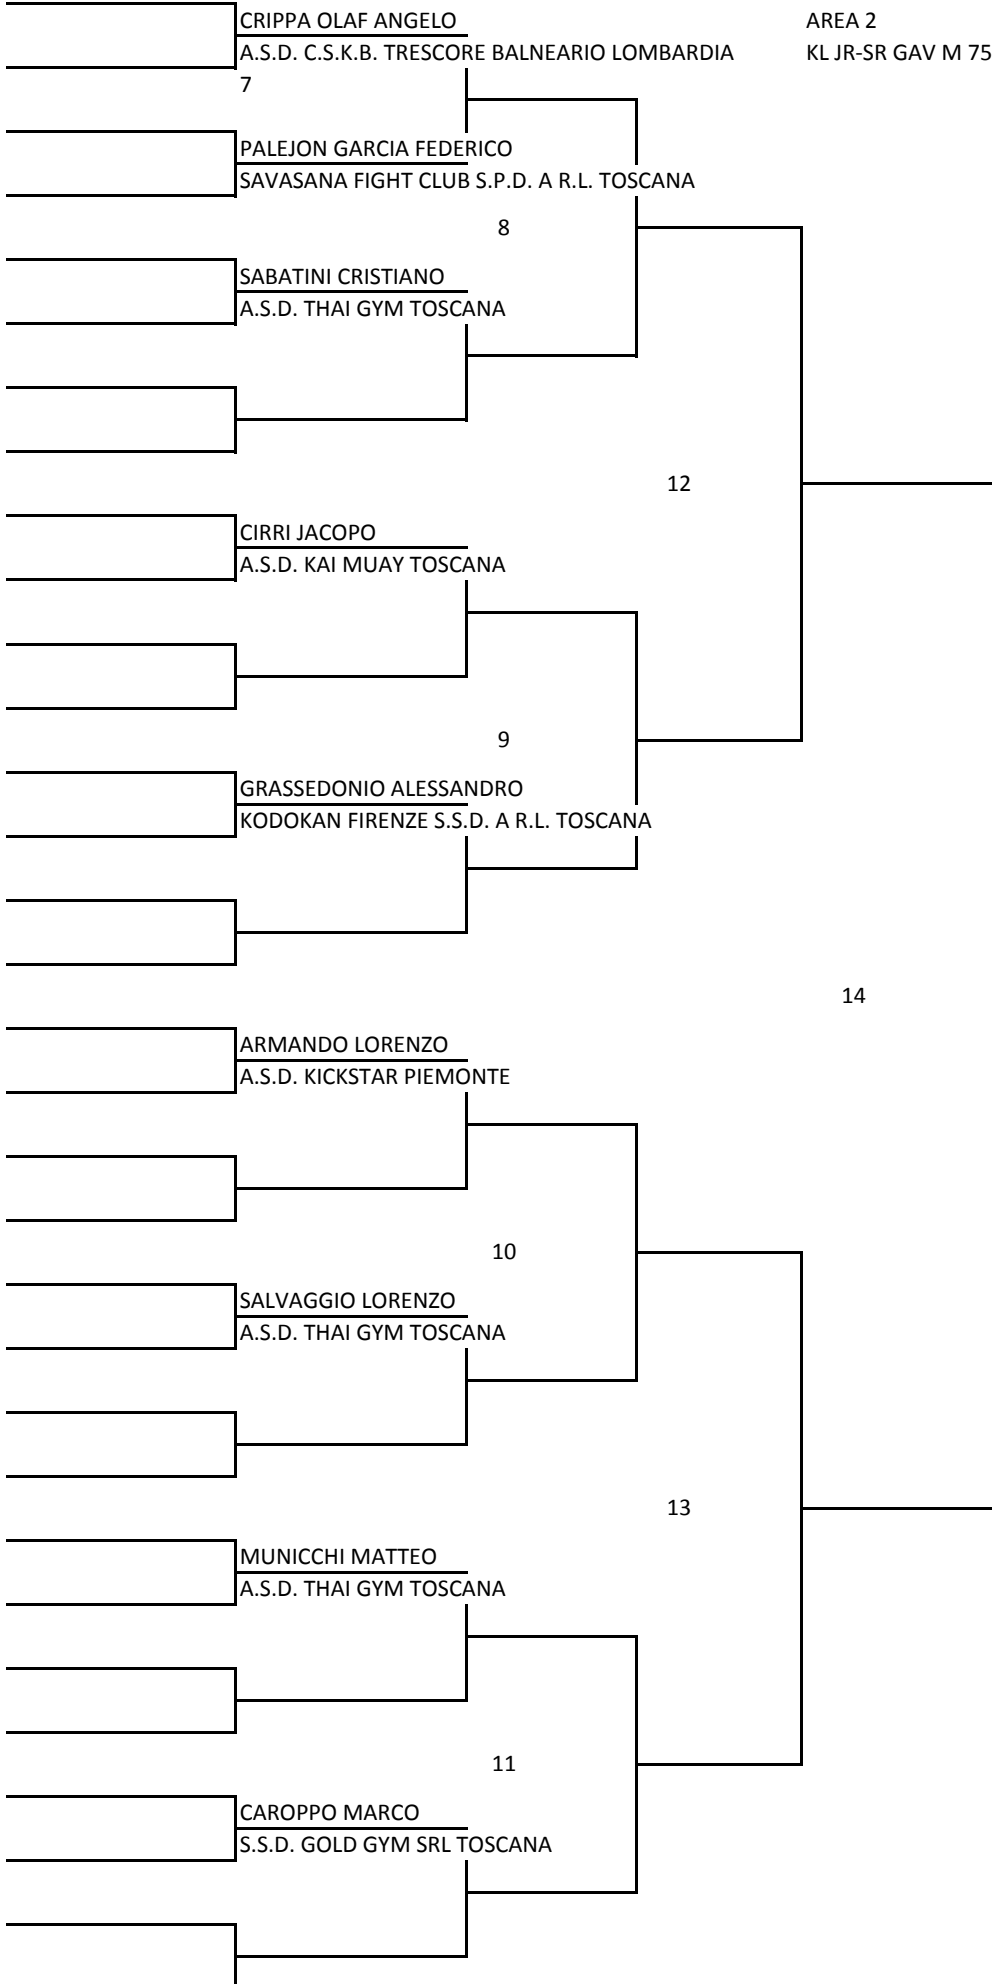 CRIPPA OLAF ANGELO
AREA 2
A.S.D. C.S.K.B. TRESCORE BALNEARIO LOMBARDIA
KL JR-SR GAV M 75
7
PALEJON GARCIA FEDERICO
SAVASANA FIGHT CLUB S.P.D. A R.L. TOSCANA
8
SABATINI CRISTIANO
A.S.D. THAI GYM TOSCANA
12
CIRRI JACOPO
A.S.D. KAI MUAY TOSCANA
9
GRASSEDONIO ALESSANDRO
KODOKAN FIRENZE S.S.D. A R.L. TOSCANA
14
ARMANDO LORENZO
A.S.D. KICKSTAR PIEMONTE
10
SALVAGGIO LORENZO
A.S.D. THAI GYM TOSCANA
13
MUNICCHI MATTEO
A.S.D. THAI GYM TOSCANA
11
CAROPPO MARCO
S.S.D. GOLD GYM SRL TOSCANA